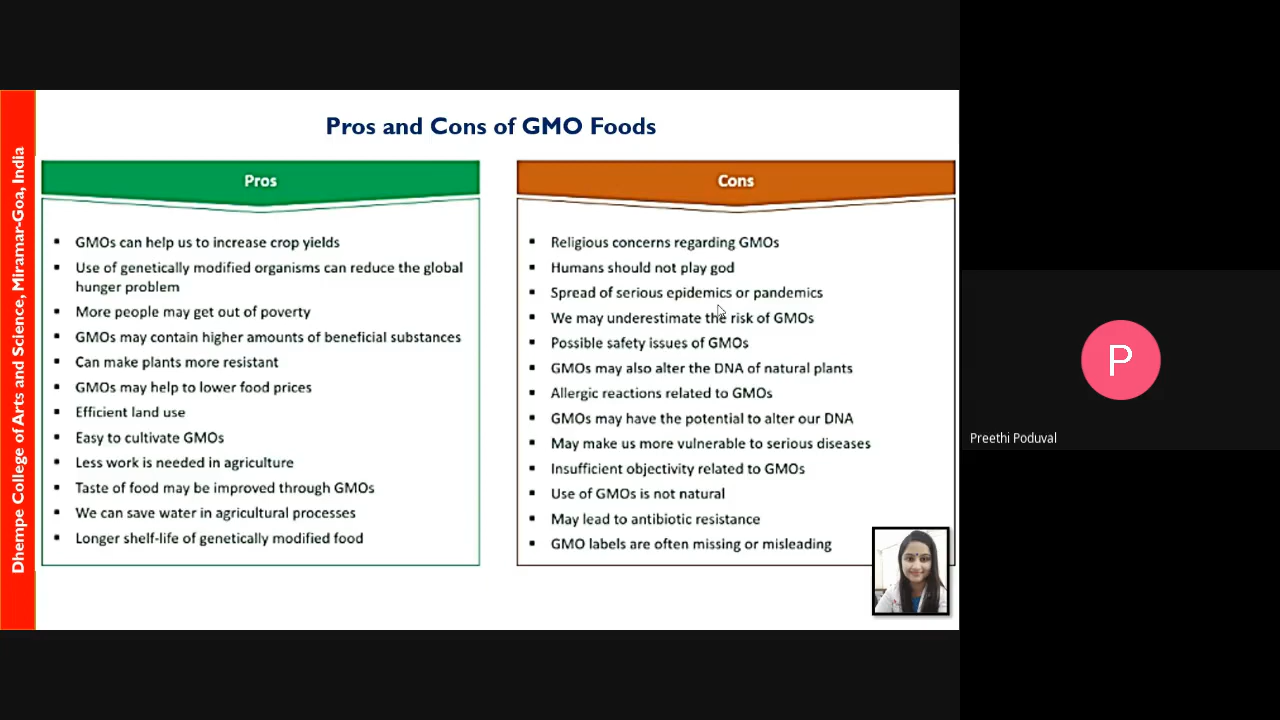 Dhempe College of Arts and Science, Miramar-Goa, India
Pros and Cons of GMO Foods
Pros
GMOs can help us to increase crop yields
Use of genetically modified organisms can reduce the global
hunger problem
More people may get out of poverty
GMOs may contain higher amounts of beneficial substances
Can make plants more resistant
GMOs may help to lower food prices
Efficient land use
Easy to cultivate GMOs
Less work is needed in agriculture
Taste of food may be improved through GMOs
We can save water in agricultural processes
Longer shelf-life of genetically modified food
Cons
Religious concerns regarding GMOs
Humans should not play god
Spread of serious epidemics or pandemics
We may underestimate the risk of GMOs
Possible safety issues of GMOs
GMOs may also alter the DNA of natural plants
Allergic reactions related to GMOs
GMOs may have the potential to alter our DNA
May make us more vulnerable to serious diseases
Insufficient objectivity related to GMOs
Use of GMOs is not natural
May lead to antibiotic resistance
GMO labels are often missing or misleading
P
Preethi Poduval